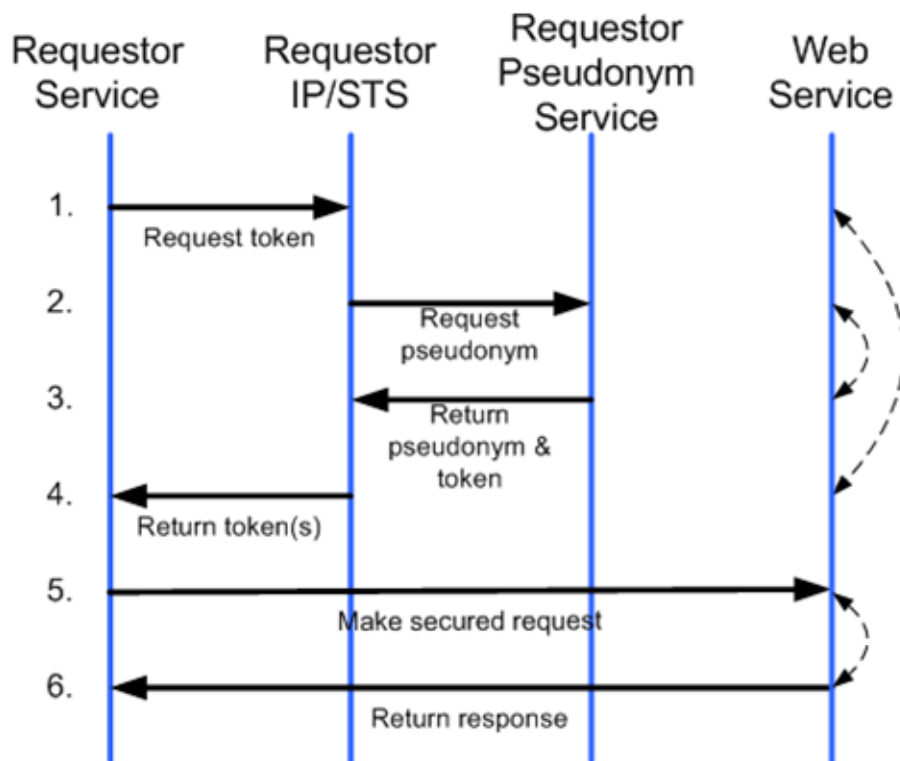 Requestor
Service
Requestor
IP/STS
Requestor
Pseudonym
Service
Web
Service
1.
Request token
2.
Request
pseudonym
3.
Return
pseudonym &
token
4.
Return token(s)
5.
Make secured request
6.
Return response